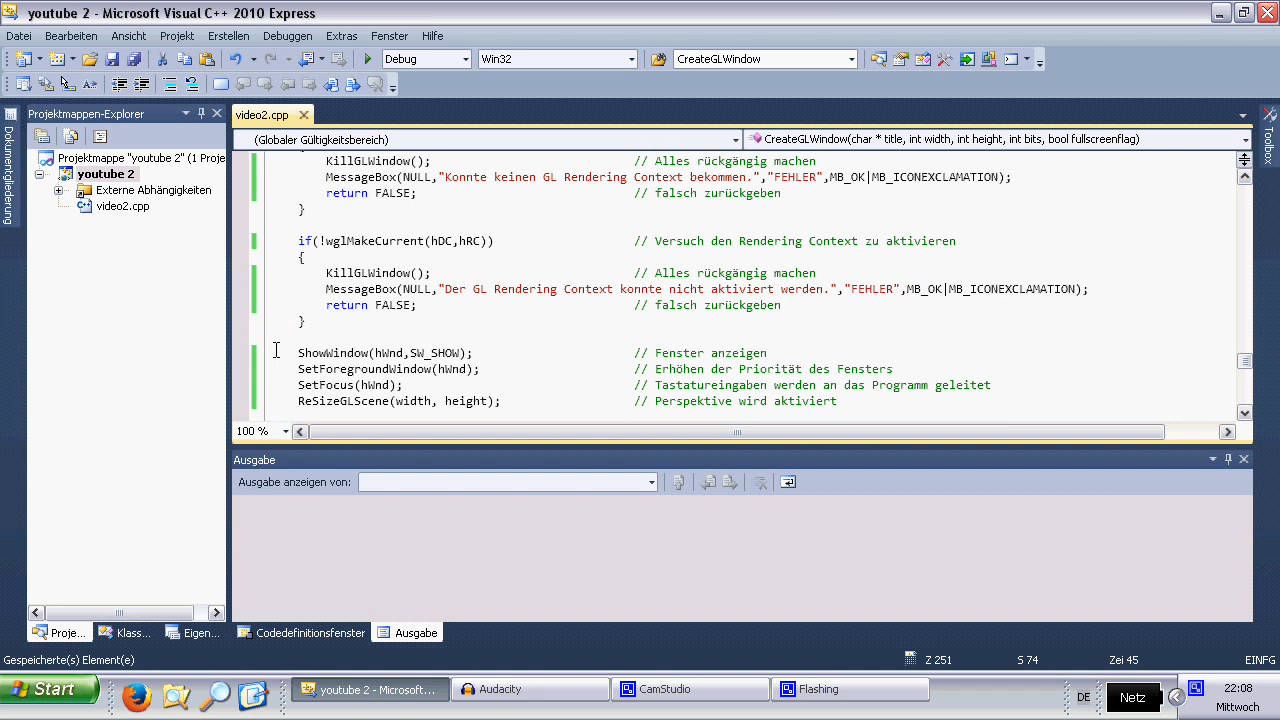 youtube 2 - Microsoft Visual C++ 2010 Express
Datei Bearbeiten Ansicht Projekt Erstellen Debuggen Extras Fenster Hilfe
Debug Win32 CreateGLWindow
Projektmappen-Explorer
Dokumentgliederung
Projektmappe "youtube 2" (1 Proje
youtube 2
Externe Abhängigkeiten
video2.cpp
video2.cpp
(Globaler Gültigkeitsbereich) CreateGLWindow(char * title, int width, int height, int bits, bool fullscreenflag)
KillGLWindow(); // Alles rückgängig machen
MessageBox(NULL,"Konnte keinen GL Rendering Context bekommen.","FEHLER",MB_OK|MB_ICONEXCLAMATION);
return FALSE; // falsch zurückgeben
}
if(!wglMakeCurrent(hDC,hRC)) // Versuch den Rendering Context zu aktivieren
{
KillGLWindow(); // Alles rückgängig machen
MessageBox(NULL,"Der GL Rendering Context konnte nicht aktiviert werden.","FEHLER",MB_OK|MB_ICONEXCLAMATION);
return FALSE; // falsch zurückgeben
}
ShowWindow(hWnd,SW_SHOW); // Fenster anzeigen
SetForegroundWindow(hWnd); // Erhöhen der Priorität des Fensters
SetFocus(hWnd); // Tastatureingaben werden an das Programm geleitet
ReSizeGLScene(width, height); // Perspektive wird aktiviert
100 %
Toolbox
Ausgabe
Ausgabe anzeigen von:
Proje... Klass... Eigen... Codedefinitionsfenster Ausgabe
Gespeicherte(s) Element(e) Z 251 S 74 Zei 45 EINFG
Start youtube 2 - Microsoft... Audacity CamStudio Flashing DE Netz 22:08
Mittwoch